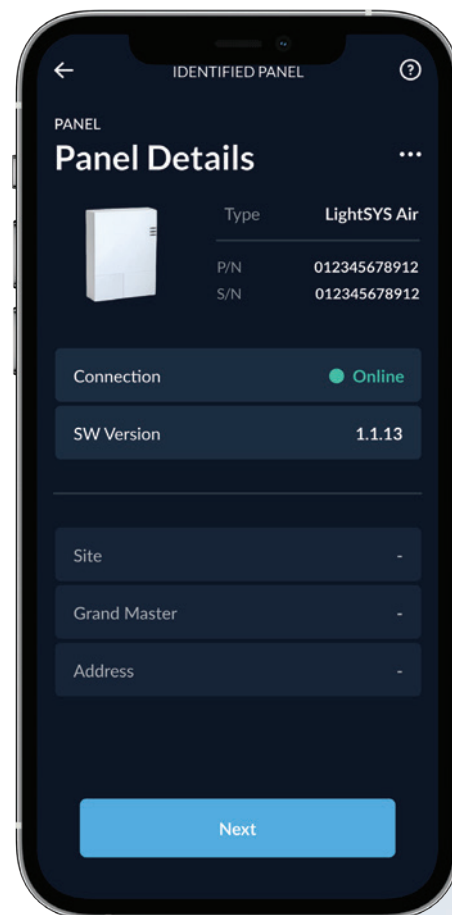 IDENTIFIED PANEL
?
PANEL
Panel Details
Type LightSYS Air
P/N 012345678912
S/N 012345678912
Connection Online
SW Version 1.1.13
Site -
Grand Master -
Address -
Next